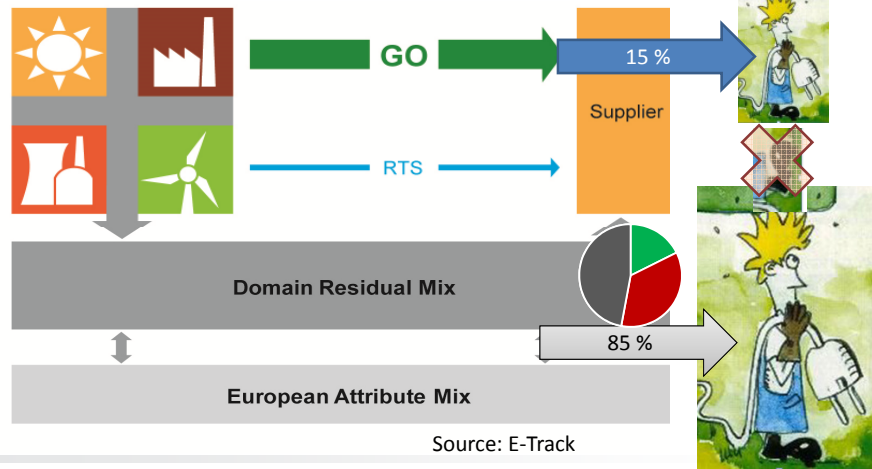 GO
15 %
Supplier
RTS
Domain Residual Mix
85 %
European Attribute Mix
Source: E-Track